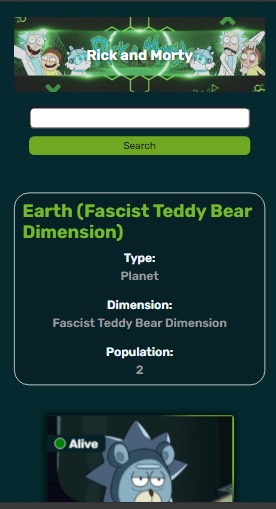 Rick and Morty
Search
Earth (Fascist Teddy Bear
Dimension)
Type:
Planet
Dimension:
Fascist Teddy Bear Dimension
Population:
2
Alive